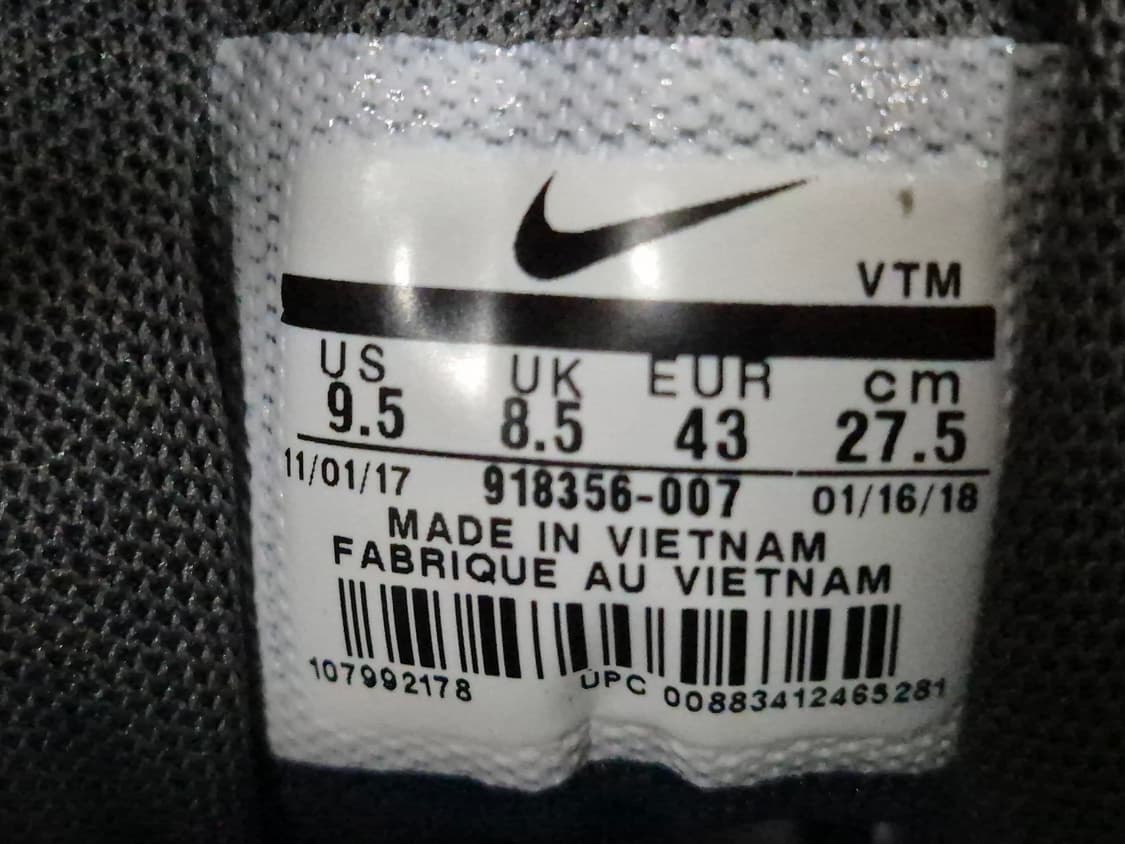 VTM
US UK EUR cm
9.5 8.5 43 27.5
11/01/17 918356-007 01/16/18
MADE IN VIETNAM
FABRIQUE AU VIETNAM
107992178 UPC 00883412465281